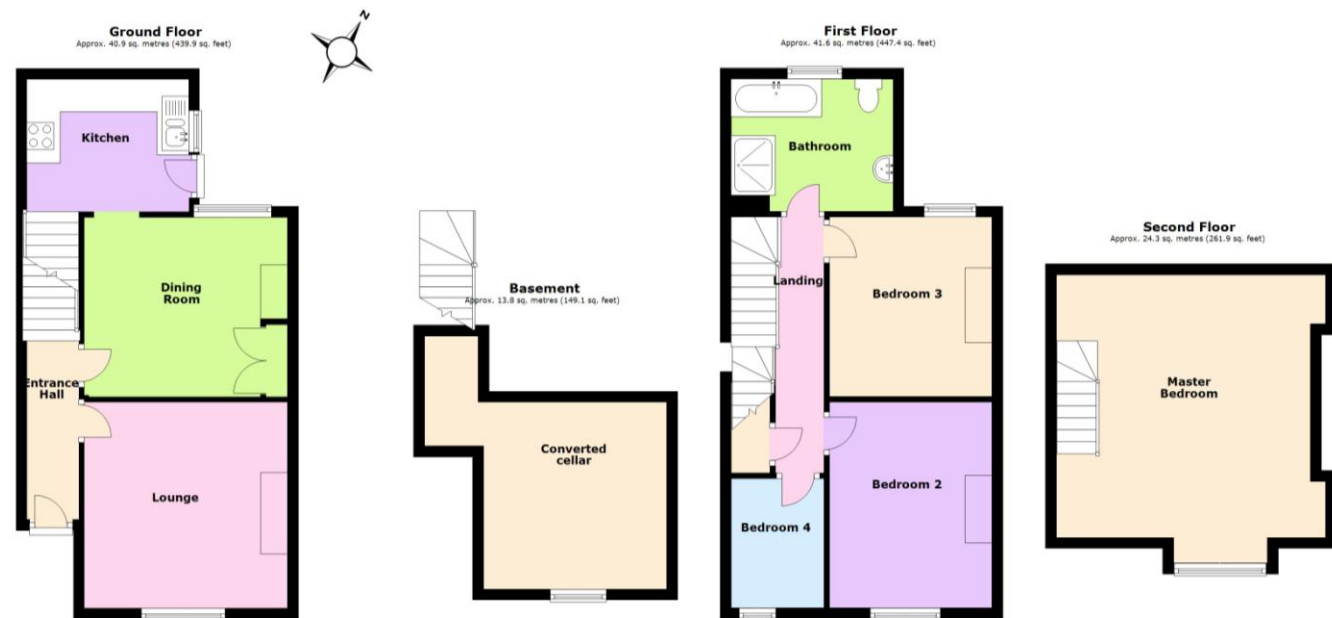 Ground Floor
Approx. 40.9 sq. metres (439.9 sq. feet)
N
Kitchen
Dining
Room
Entrance
Hall
Lounge
Basement
Approx. 13.8 sq. metres (149.1 sq. feet)
Converted
cellar
First Floor
Approx. 41.6 sq. metres (447.4 sq. feet)
Bathroom
Landing
Bedroom 3
Bedroom 2
Bedroom 4
Second Floor
Approx. 24.3 sq. metres (261.9 sq. feet)
Master
Bedroom